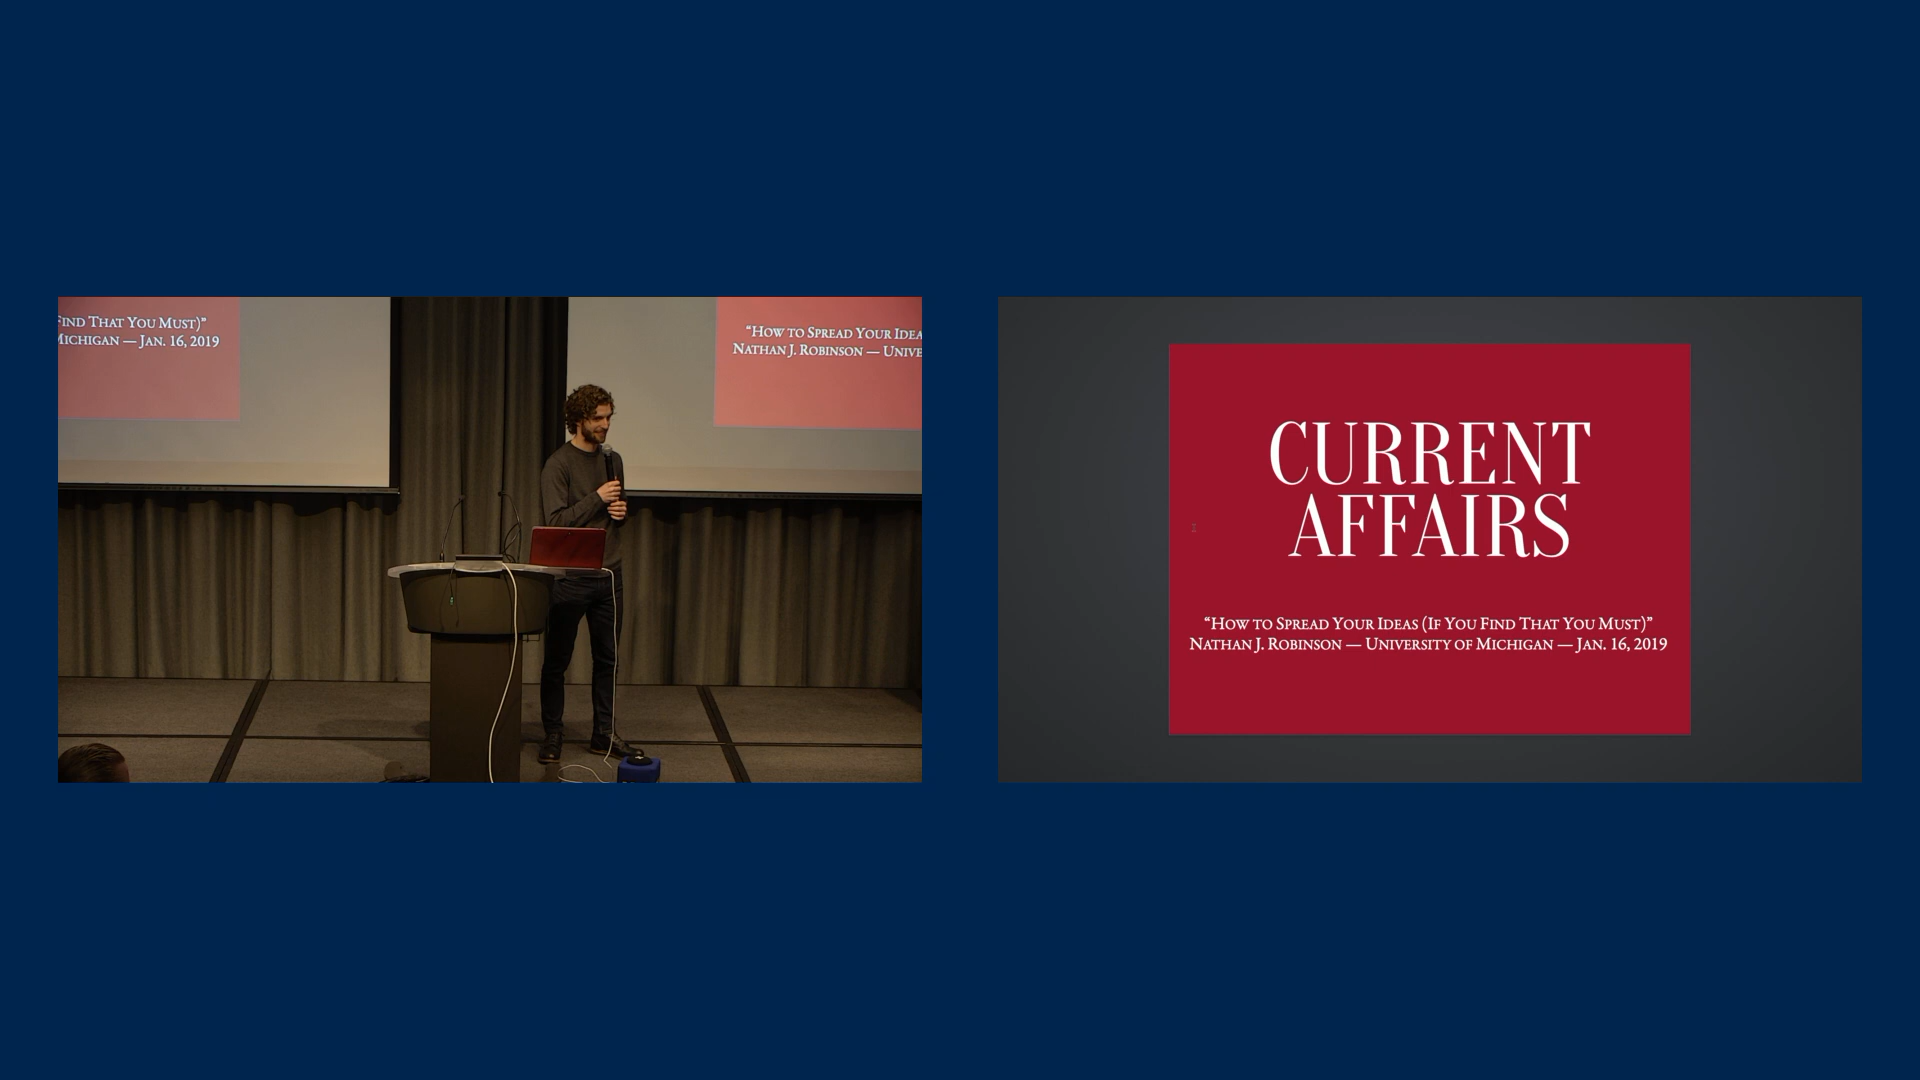 FIND THAT YOU MUST)”
MICHIGAN — JAN. 16, 2019
“HOW TO SPREAD YOUR IDEA
NATHAN J. ROBINSON — UNIVE
CURRENT
AFFAIRS
“HOW TO SPREAD YOUR IDEAS (IF YOU FIND THAT YOU MUST)”
NATHAN J. ROBINSON — UNIVERSITY OF MICHIGAN — JAN. 16, 2019